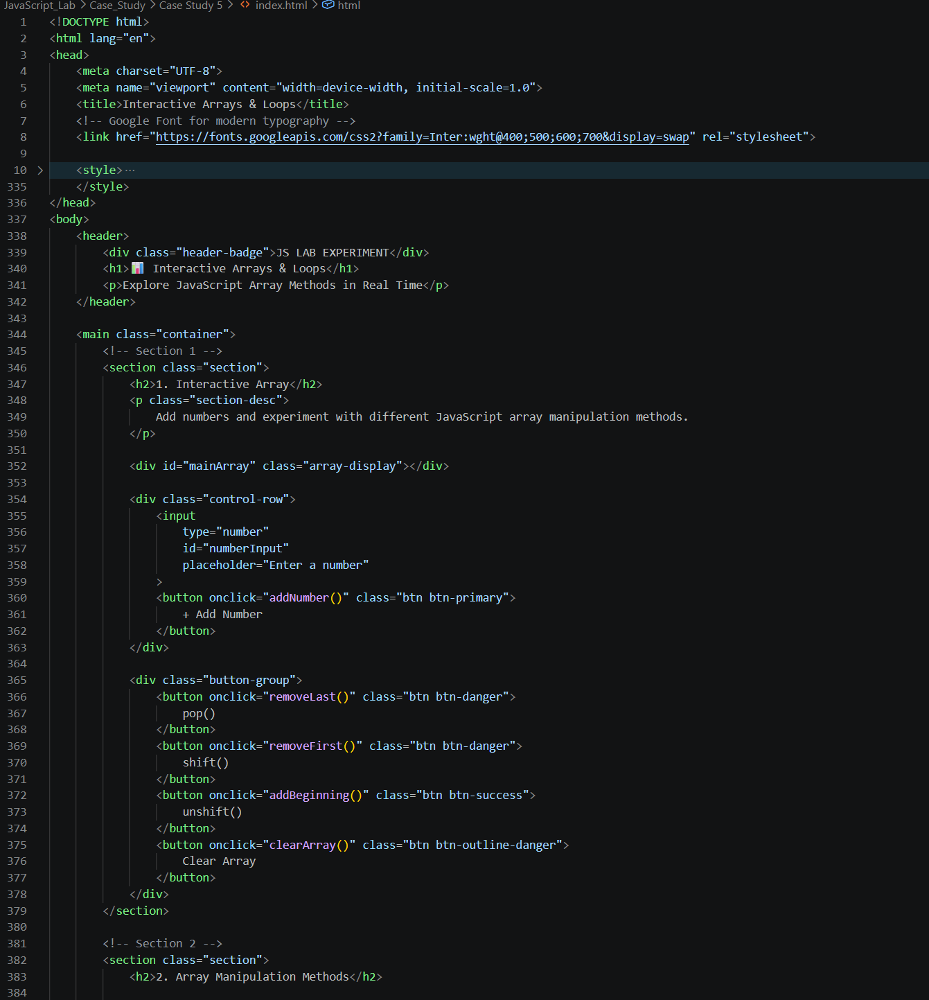 JavaScript_Lab > Case_Study > Case Study 5 > <> index.html > html
1 <!DOCTYPE html>
2 <html lang="en">
3 <head>
4 <meta charset="UTF-8">
5 <meta name="viewport" content="width=device-width, initial-scale=1.0">
6 <title>Interactive Arrays & Loops</title>
7 <!-- Google Font for modern typography -->
8 <link href="https://fonts.googleapis.com/css2?family=Inter:wght@400;500;600;700&display=swap" rel="stylesheet">
9
10 > <style>...
335 </style>
336 </head>
337 <body>
338 <header>
339 <div class="header-badge">JS LAB EXPERIMENT</div>
340 <h1>📊 Interactive Arrays & Loops</h1>
341 <p>Explore JavaScript Array Methods in Real Time</p>
342 </header>
343
344 <main class="container">
345 <!-- Section 1 -->
346 <section class="section">
347 <h2>1. Interactive Array</h2>
348 <p class="section-desc">
349 Add numbers and experiment with different JavaScript array manipulation methods.
350 </p>
351
352 <div id="mainArray" class="array-display"></div>
353
354 <div class="control-row">
355 <input
356 type="number"
357 id="numberInput"
358 placeholder="Enter a number"
359 >
360 <button onclick="addNumber()" class="btn btn-primary">
361 + Add Number
362 </button>
363 </div>
364
365 <div class="button-group">
366 <button onclick="removeLast()" class="btn btn-danger">
367 pop()
368 </button>
369 <button onclick="removeFirst()" class="btn btn-danger">
370 shift()
371 </button>
372 <button onclick="addBeginning()" class="btn btn-success">
373 unshift()
374 </button>
375 <button onclick="clearArray()" class="btn btn-outline-danger">
376 Clear Array
377 </button>
378 </div>
379 </section>
380
381 <!-- Section 2 -->
382 <section class="section">
383 <h2>2. Array Manipulation Methods</h2>
384